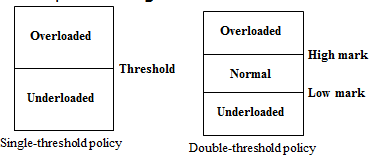 Overloaded
Threshold
Underloaded
Single-threshold policy
Overloaded
High mark
Normal
Low mark
Underloaded
Double-threshold policy